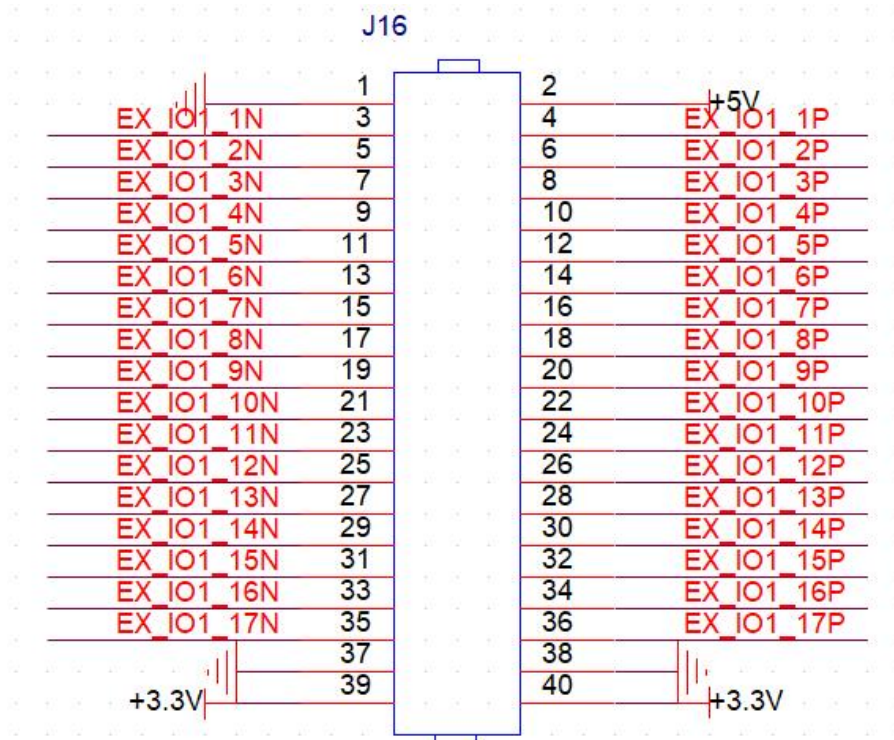 J16
1 2
+5V
EX_IO1_1N 3 4 EX_IO1_1P
EX_IO1_2N 5 6 EX_IO1_2P
EX_IO1_3N 7 8 EX_IO1_3P
EX_IO1_4N 9 10 EX_IO1_4P
EX_IO1_5N 11 12 EX_IO1_5P
EX_IO1_6N 13 14 EX_IO1_6P
EX_IO1_7N 15 16 EX_IO1_7P
EX_IO1_8N 17 18 EX_IO1_8P
EX_IO1_9N 19 20 EX_IO1_9P
EX_IO1_10N 21 22 EX_IO1_10P
EX_IO1_11N 23 24 EX_IO1_11P
EX_IO1_12N 25 26 EX_IO1_12P
EX_IO1_13N 27 28 EX_IO1_13P
EX_IO1_14N 29 30 EX_IO1_14P
EX_IO1_15N 31 32 EX_IO1_15P
EX_IO1_16N 33 34 EX_IO1_16P
EX_IO1_17N 35 36 EX_IO1_17P
37 38
+3.3V 39 40 +3.3V